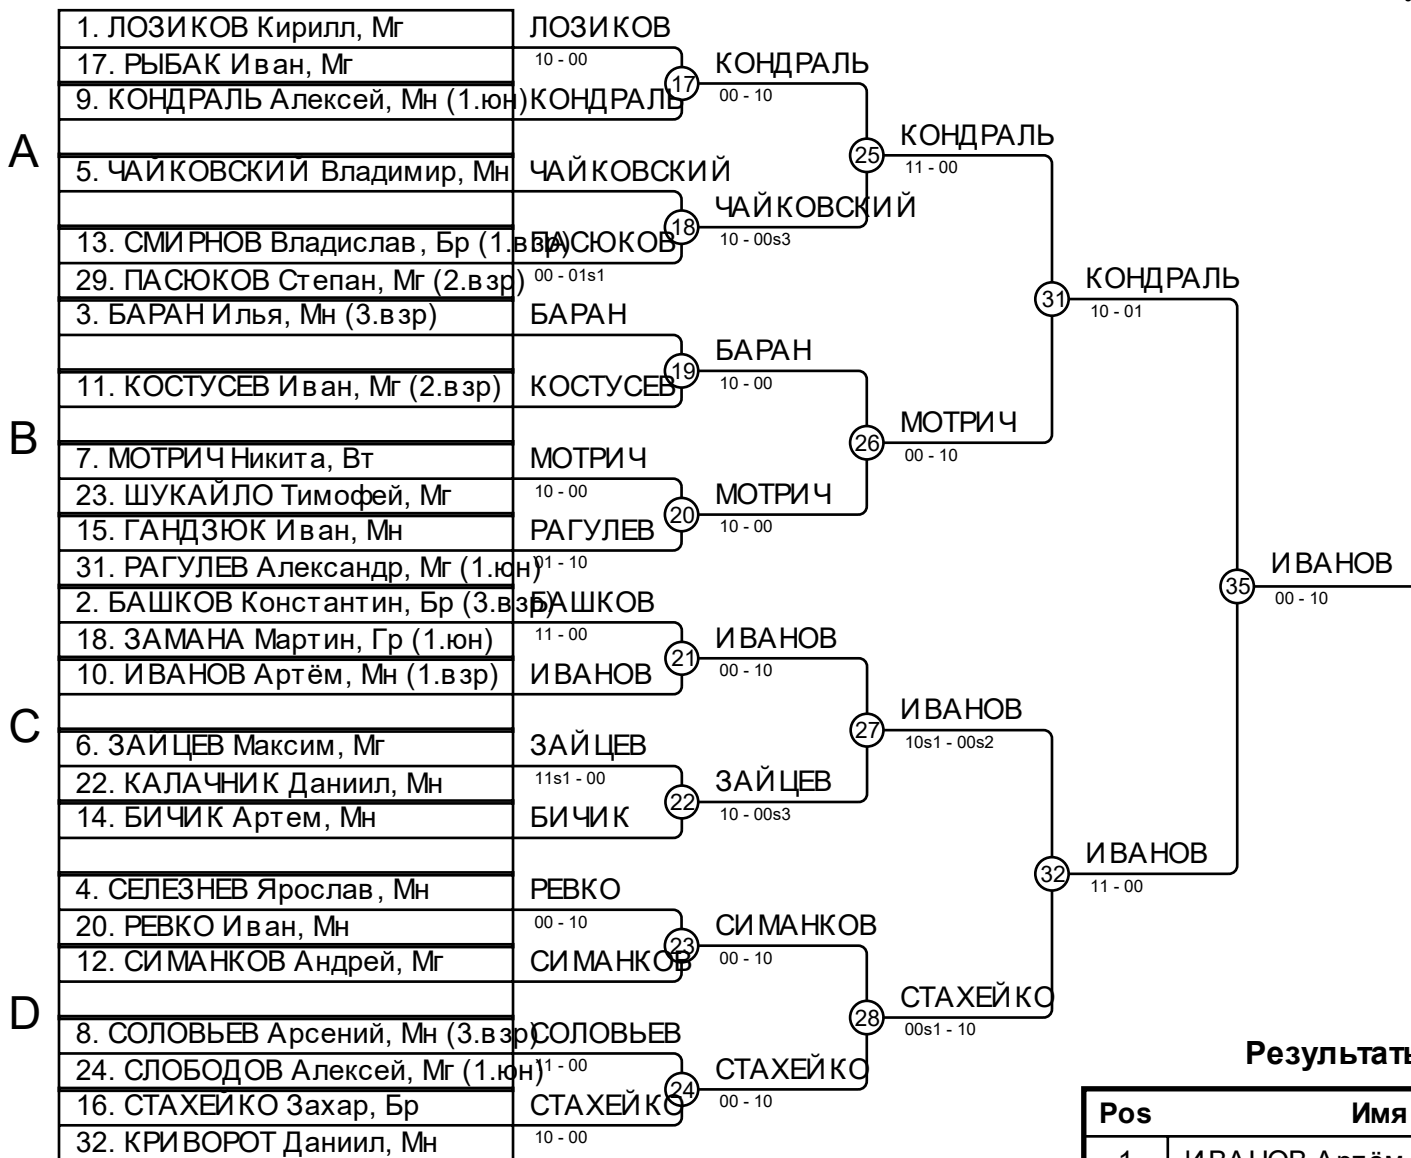 1. ЛОЗИКОВ Кирилл, Мг ЛОЗИКОВ
10 - 00
17. РЫБАК Иван, Мг
17 КОНДРАЛЬ
00 - 10
9. КОНДРАЛЬ Алексей, Мн (1.юн) КОНДРАЛЬ
A
25 КОНДРАЛЬ
11 - 00
5. ЧАЙКОВСКИЙ Владимир, Мн ЧАЙКОВСКИЙ
18 ЧАЙКОВСКИЙ
10 - 00s3
13. СМИРНОВ Владислав, Бр (1.взр) ПАСЮКОВ
29. ПАСЮКОВ Степан, Мг (2.взр) 00 - 01s1
31 КОНДРАЛЬ
10 - 01
3. БАРАН Илья, Мн (3.взр) БАРАН
19 БАРАН
10 - 00
11. КОСТУСЕВ Иван, Мг (2.взр) КОСТУСЕВ
B
26 МОТРИЧ
00 - 10
7. МОТРИЧ Никита, Вт МОТРИЧ
10 - 00
23. ШУКАЙЛО Тимофей, Мг
20 МОТРИЧ
10 - 00
15. ГАНДЗЮК Иван, Мн РАГУЛЕВ
31. РАГУЛЕВ Александр, Мг (1.юн) 01 - 10
35 ИВАНОВ
00 - 10
2. БАШКОВ Константин, Бр (3.взр) БАШКОВ
11 - 00
18. ЗАМАНА Мартин, Гр (1.юн)
21 ИВАНОВ
00 - 10
10. ИВАНОВ Артём, Мн (1.взр) ИВАНОВ
C
27 ИВАНОВ
10s1 - 00s2
6. ЗАЙЦЕВ Максим, Мг ЗАЙЦЕВ
11s1 - 00
22. КАЛАЧНИК Даниил, Мн
22 ЗАЙЦЕВ
10 - 00s3
14. БИЧИК Артем, Мн БИЧИК
32 ИВАНОВ
11 - 00
4. СЕЛЕЗНЕВ Ярослав, Мн РЕВКО
00 - 10
20. РЕВКО Иван, Мн
23 СИМАНКОВ
00 - 10
12. СИМАНКОВ Андрей, Мг СИМАНКОВ
D
28 СТАХЕЙКО
00s1 - 10
8. СОЛОВЬЕВ Арсений, Мн (3.взр) СОЛОВЬЕВ
24. СЛОБОДОВ Алексей, Мг (1.юн) 11 - 00
24 СТАХЕЙКО
00 - 10
16. СТАХЕЙКО Захар, Бр СТАХЕЙКО
32. КРИВОРОТ Даниил, Мн 10 - 00
Результаты
Pos Имя
1 ИВАНОВ Артём